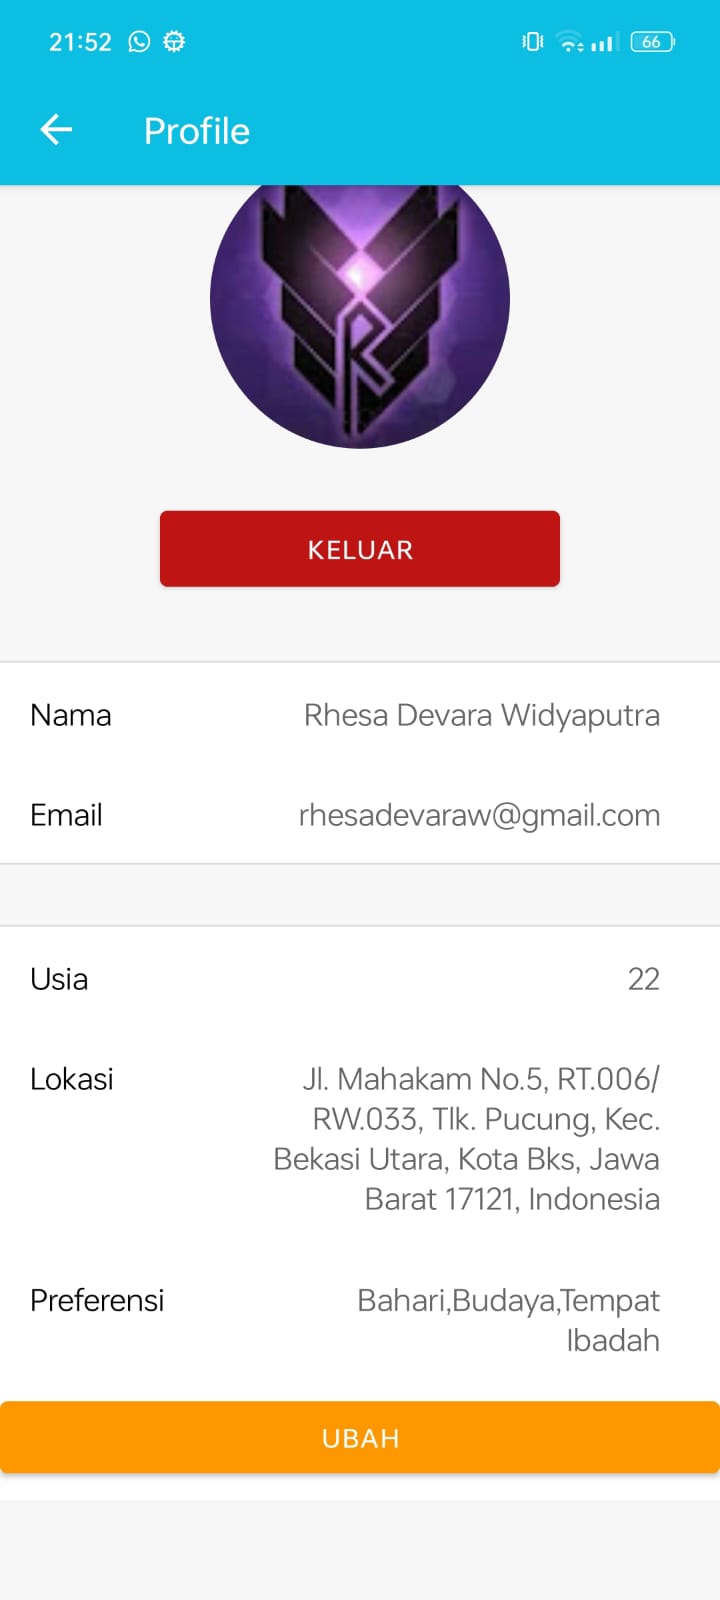 21:52
66
Profile
R
KELUAR
Nama Rhesa Devara Widyaputra
Email rhesadevaraw@gmail.com
Usia 22
Lokasi Jl. Mahakam No.5, RT.006/
RW.033, Tlk. Pucung, Kec.
Bekasi Utara, Kota Bks, Jawa
Barat 17121, Indonesia
Preferensi Bahari,Budaya,Tempat
Ibadah
UBAH